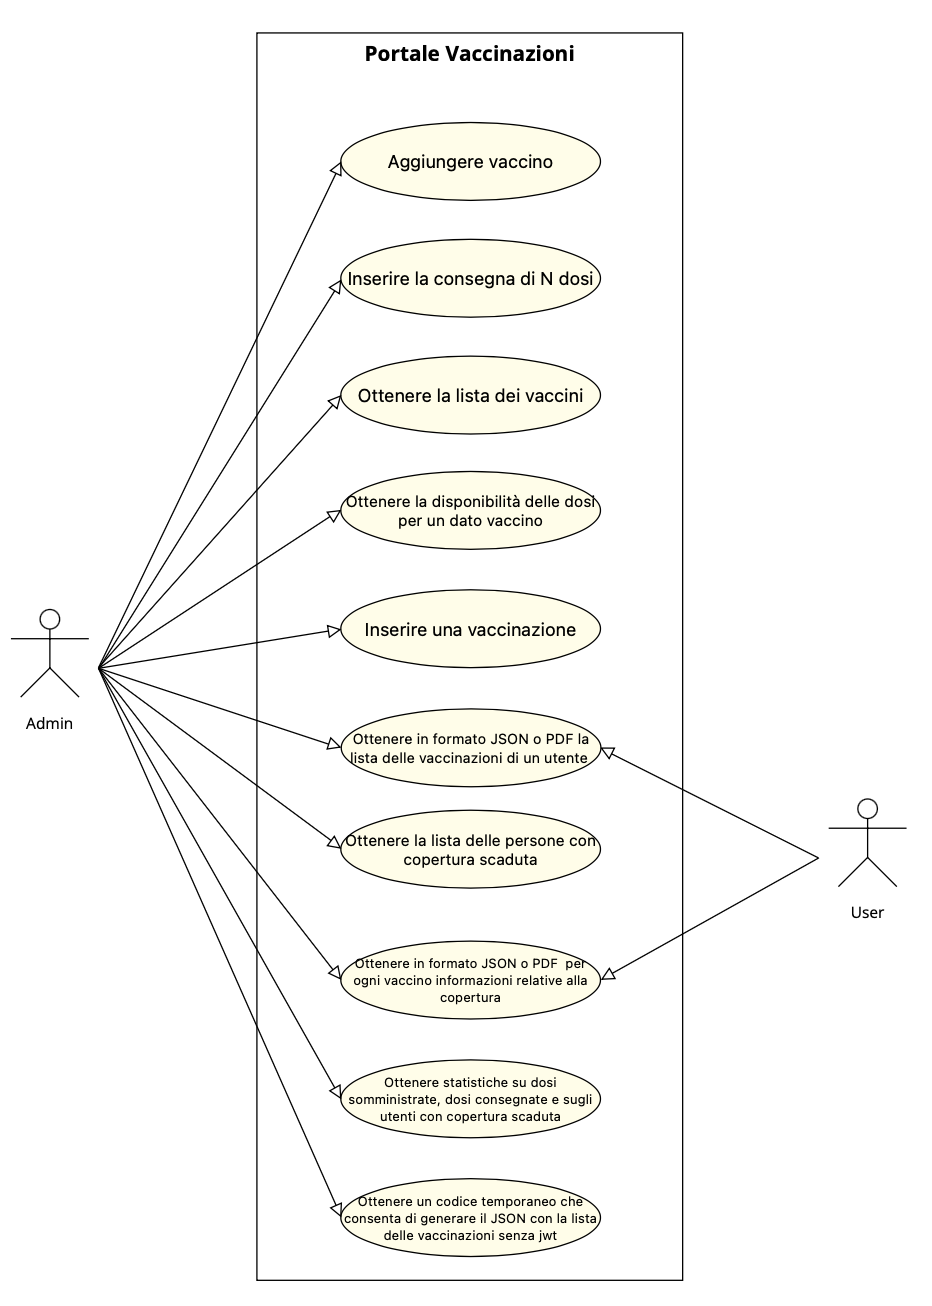 Portale Vaccinazioni
Aggiungere vaccino
Inserire la consegna di N dosi
Ottenere la lista dei vaccini
Ottenere la disponibilità delle dosi
per un dato vaccino
Inserire una vaccinazione
Admin
Ottenere in formato JSON o PDF la
lista delle vaccinazioni di un utente
Ottenere la lista delle persone con
copertura scaduta
User
Ottenere in formato JSON o PDF  per
ogni vaccino informazioni relative alla
copertura
Ottenere statistiche su dosi
somministrate, dosi consegnate e sugli
utenti con copertura scaduta
Ottenere un codice temporaneo che
consenta di generare il JSON con la lista
delle vaccinazioni senza jwt